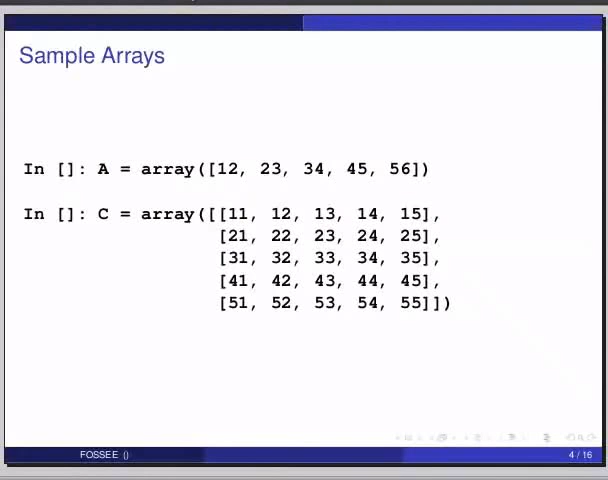 Sample Arrays
In []: A = array([12, 23, 34, 45, 56])
In []: C = array([[11, 12, 13, 14, 15],
[21, 22, 23, 24, 25],
[31, 32, 33, 34, 35],
[41, 42, 43, 44, 45],
[51, 52, 53, 54, 55]])
FOSSEE ()
4 / 16